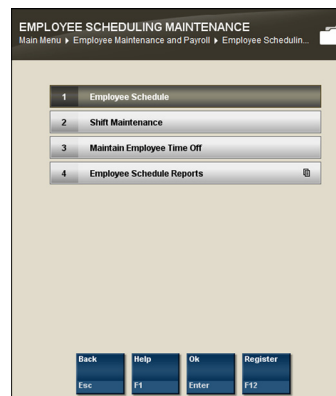 EMPLOYEE SCHEDULING MAINTENANCE
Main Menu ▸ Employee Maintenance and Payroll ▸ Employee Schedulin...
1 Employee Schedule
2 Shift Maintenance
3 Maintain Employee Time Off
4 Employee Schedule Reports
Back Help Ok Register
Esc F1 Enter F12